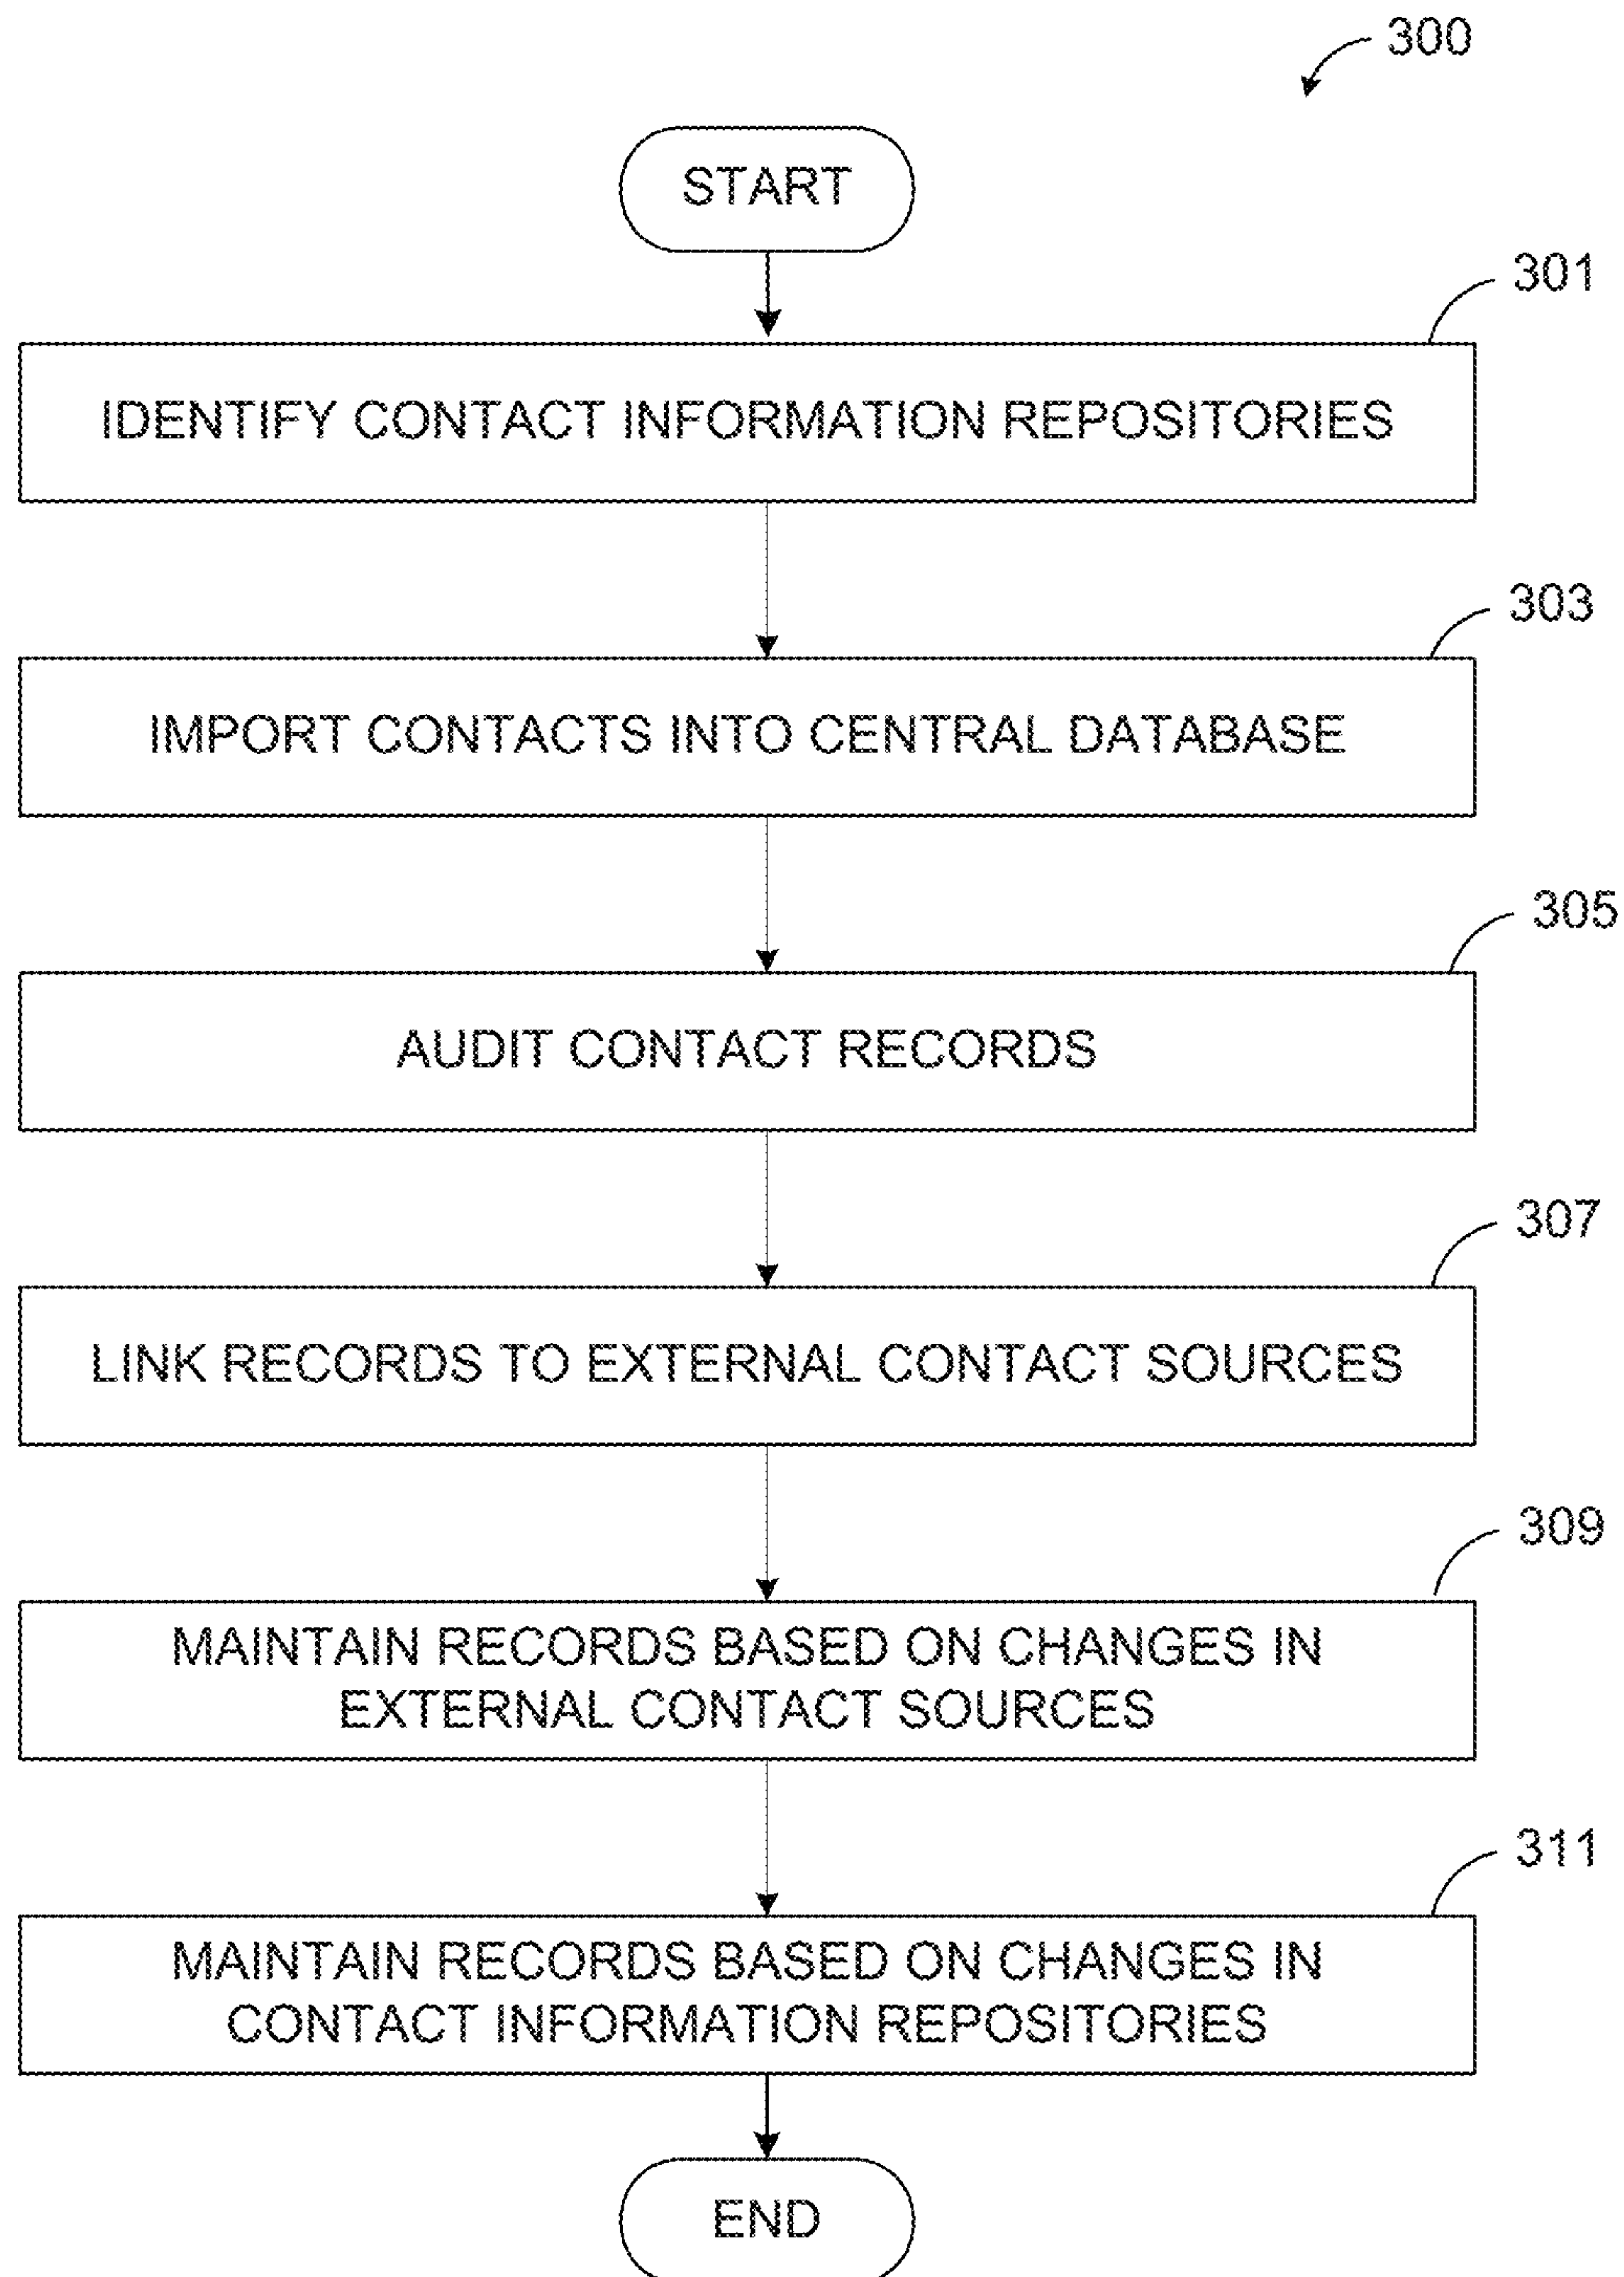 300
START
301
IDENTIFY CONTACT INFORMATION REPOSITORIES
303
IMPORT CONTACTS INTO CENTRAL DATABASE
305
AUDIT CONTACT RECORDS
307
LINK RECORDS TO EXTERNAL CONTACT SOURCES
309
MAINTAIN RECORDS BASED ON CHANGES IN
EXTERNAL CONTACT SOURCES
311
MAINTAIN RECORDS BASED ON CHANGES IN
CONTACT INFORMATION REPOSITORIES
END